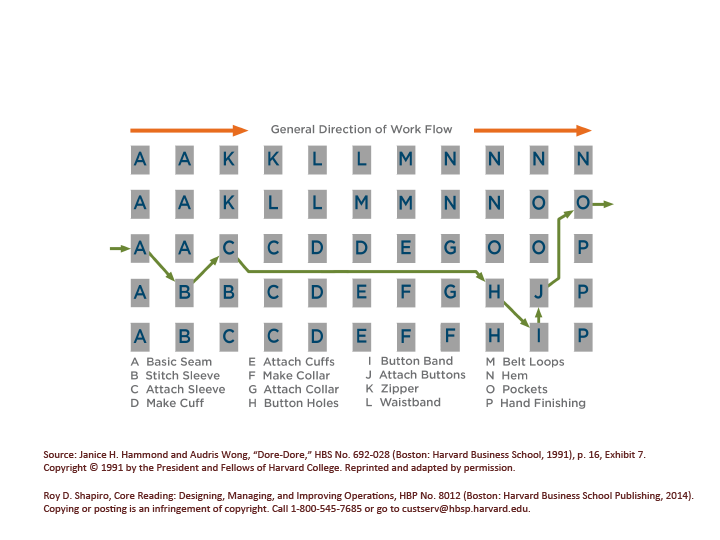 General Direction of Work Flow
A A K K L L M N N N N
A A K L L M M N N O O
A A C C D D E G O O P
A B B C D E F G H J P
A B C C D E F F H I P
A Basic Seam E Attach Cuffs I Button Band M Belt Loops
B Stitch Sleeve F Make Collar J Attach Buttons N Hem
C Attach Sleeve G Attach Collar K Zipper O Pockets
D Make Cuff H Button Holes L Waistband P Hand Finishing
Source: Janice H. Hammond and Audris Wong, “Dore-Dore,” HBS No. 692-028 (Boston: Harvard Business School, 1991), p. 16, Exhibit 7.
Copyright © 1991 by the President and Fellows of Harvard College. Reprinted and adapted by permission.
Roy D. Shapiro, Core Reading: Designing, Managing, and Improving Operations, HBP No. 8012 (Boston: Harvard Business School Publishing, 2014).
Copying or posting is an infringement of copyright. Call 1-800-545-7685 or go to custserv@hbsp.harvard.edu.